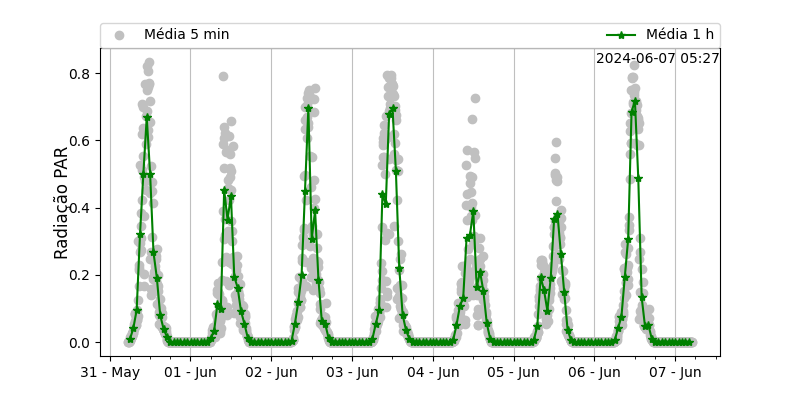 Média 5 min
Média 1 h
2024-06-07 05:27
Radiação PAR
0.8
0.6
0.4
0.2
0.0
31 - May
01 - Jun
02 - Jun
03 - Jun
04 - Jun
05 - Jun
06 - Jun
07 - Jun